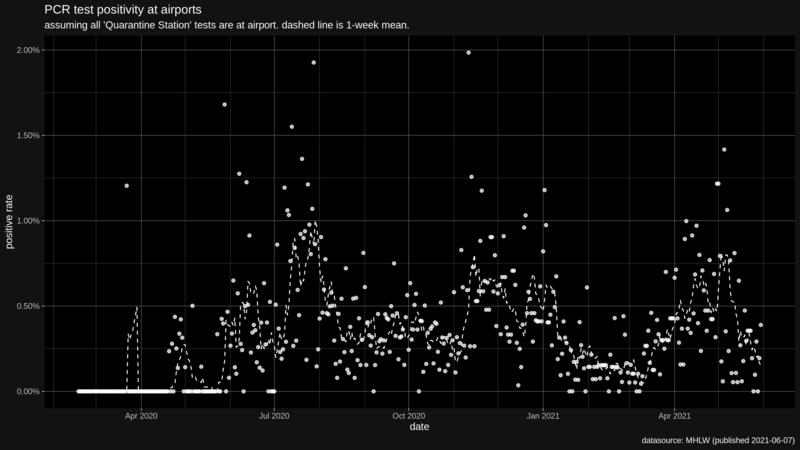 PCR test positivity at airports
assuming all 'Quarantine Station' tests are at airport. dashed line is 1-week mean.
2.00%
1.50%
1.00%
0.50%
0.00%
positive rate
Apr 2020
Jul 2020
Oct 2020
Jan 2021
Apr 2021
date
datasource: MHLW (published 2021-06-07)